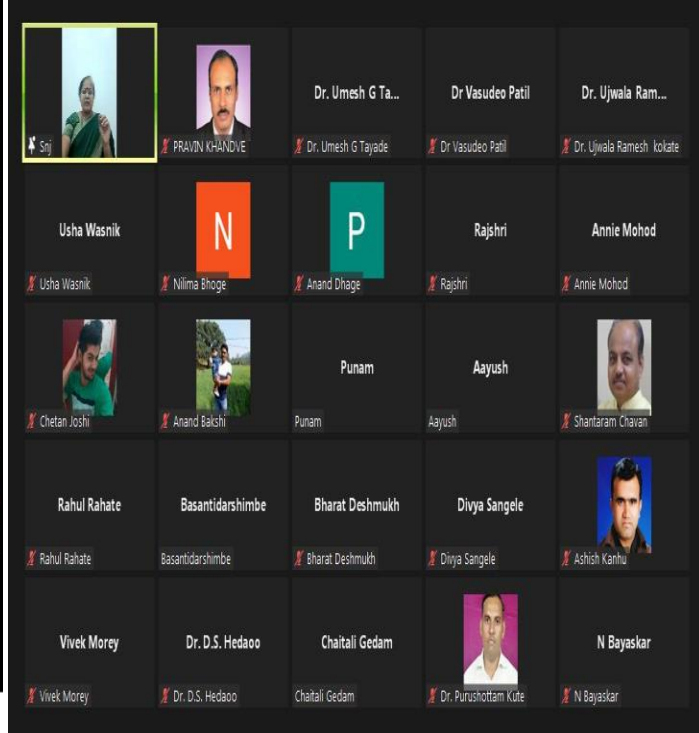 Snj
PRAVIN KHANDVE
Dr. Umesh G Ta...
Dr. Umesh G Tayade
Dr Vasudeo Patil
Dr Vasudeo Patil
Dr. Ujwala Ram...
Dr. Ujwala Ramesh kokate
Usha Wasnik
Usha Wasnik
N
Nilima Bhoge
P
Anand Dhage
Rajshri
Rajshri
Annie Mohod
Annie Mohod
Chetan Joshi
Anand Bakshi
Punam
Punam
Aayush
Aayush
Shantaram Chavan
Rahul Rahate
Rahul Rahate
Basantidarshimbe
Basantidarshimbe
Bharat Deshmukh
Bharat Deshmukh
Divya Sangele
Divya Sangele
Ashish Kanhu
Vivek Morey
Vivek Morey
Dr. D.S. Hedaoo
Dr. D.S. Hedaoo
Chaitali Gedam
Chaitali Gedam
Dr. Purushottam Kute
N Bayaskar
N Bayaskar